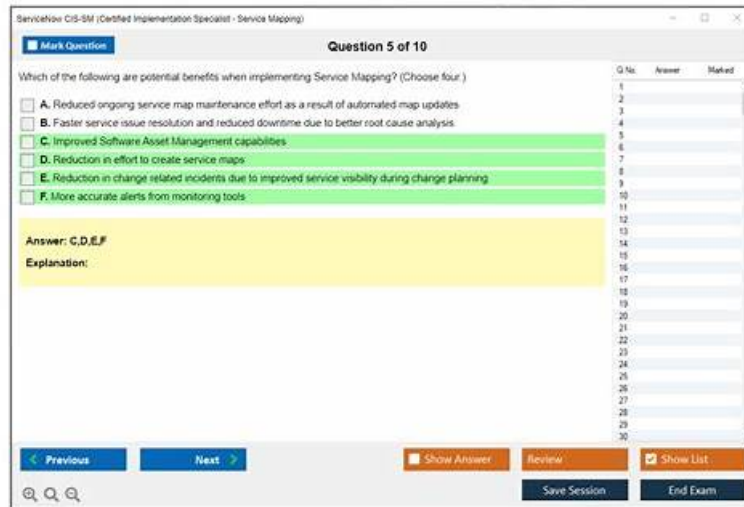 ServiceNow CIS-SM (Certified Implementation Specialist - Service Mapping)
Mark Question
Question 5 of 10
Which of the following are potential benefits when implementing Service Mapping? (Choose four.)
A. Reduced ongoing service map maintenance effort as a result of automated map updates
B. Faster service issue resolution and reduced downtime due to better root cause analysis
C. Improved Software Asset Management capabilities
D. Reduction in effort to create service maps
E. Reduction in change related incidents due to improved service visibility during change planning
F. More accurate alerts from monitoring tools
Answer: C,D,E,F
Explanation:
Q No. Answer Marked
1
2
3
4
5
6
7
8
9
10
11
12
13
14
15
16
17
18
19
20
21
22
23
24
25
26
27
28
29
30
Previous
Next
Show Answer
Review
Show List
Save Session
End Exam